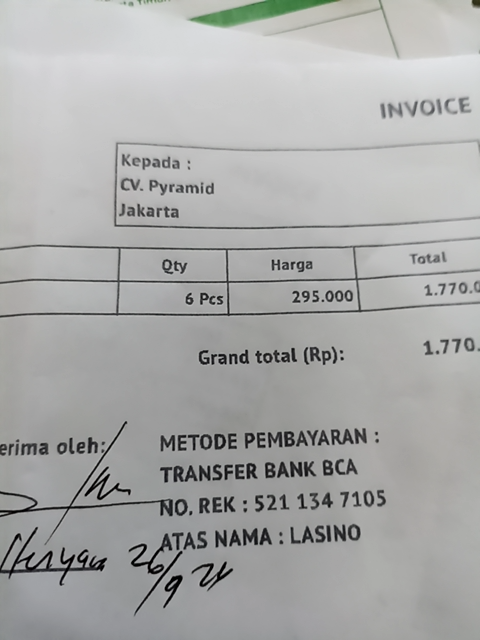 INVOICE
Kepada :
CV. Pyramid
Jakarta
Qty Harga Total
6 Pcs 295.000 1.770.0
Grand total (Rp): 1.770.
erima oleh: METODE PEMBAYARAN :
TRANSFER BANK BCA
NO. REK : 521 134 7105
ATAS NAMA : LASINO
26/9 24